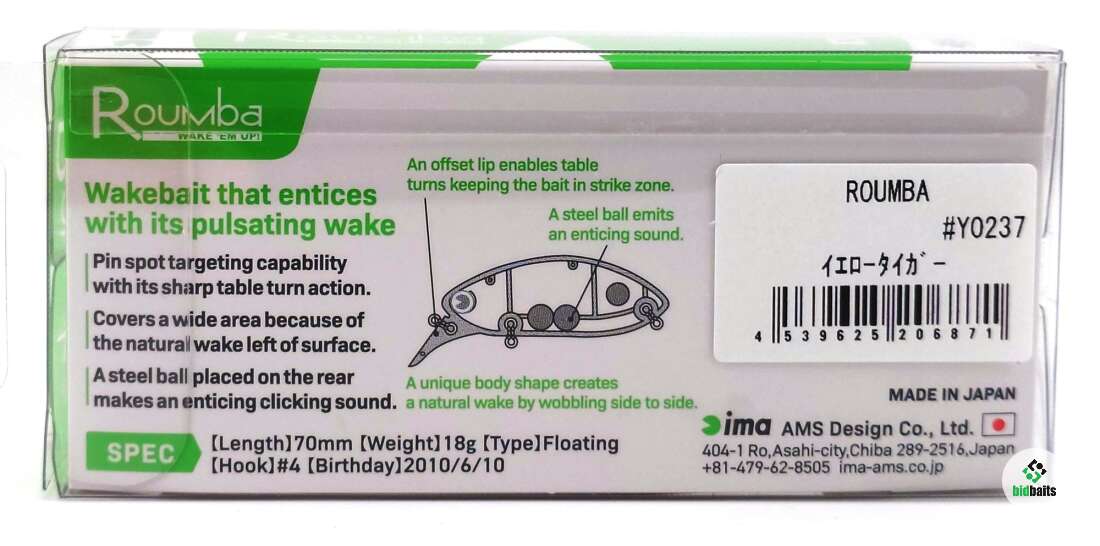 Roumba
WAKE 'EM UP!
Wakebait that entices
with its pulsating wake
Pin spot targeting capability
with its sharp table turn action.
Covers a wide area because of
the natural wake left of surface.
A steel ball placed on the rear
makes an enticing clicking sound.
An offset lip enables table
turns keeping the bait in strike zone.
A steel ball emits
an enticing sound.
A unique body shape creates
a natural wake by wobbling side to side.
SPEC
【Length】70mm 【Weight】18g 【Type】Floating
【Hook】#4 【Birthday】2010/6/10
ROUMBA
#Y0237
ｲｴﾛｰﾀｲｶﾞｰ
4 539625 206871
MADE IN JAPAN
ima AMS Design Co., Ltd.
404-1 Ro,Asahi-city,Chiba 289-2516,Japan
+81-479-62-8505 ima-ams.co.jp
bidbaits